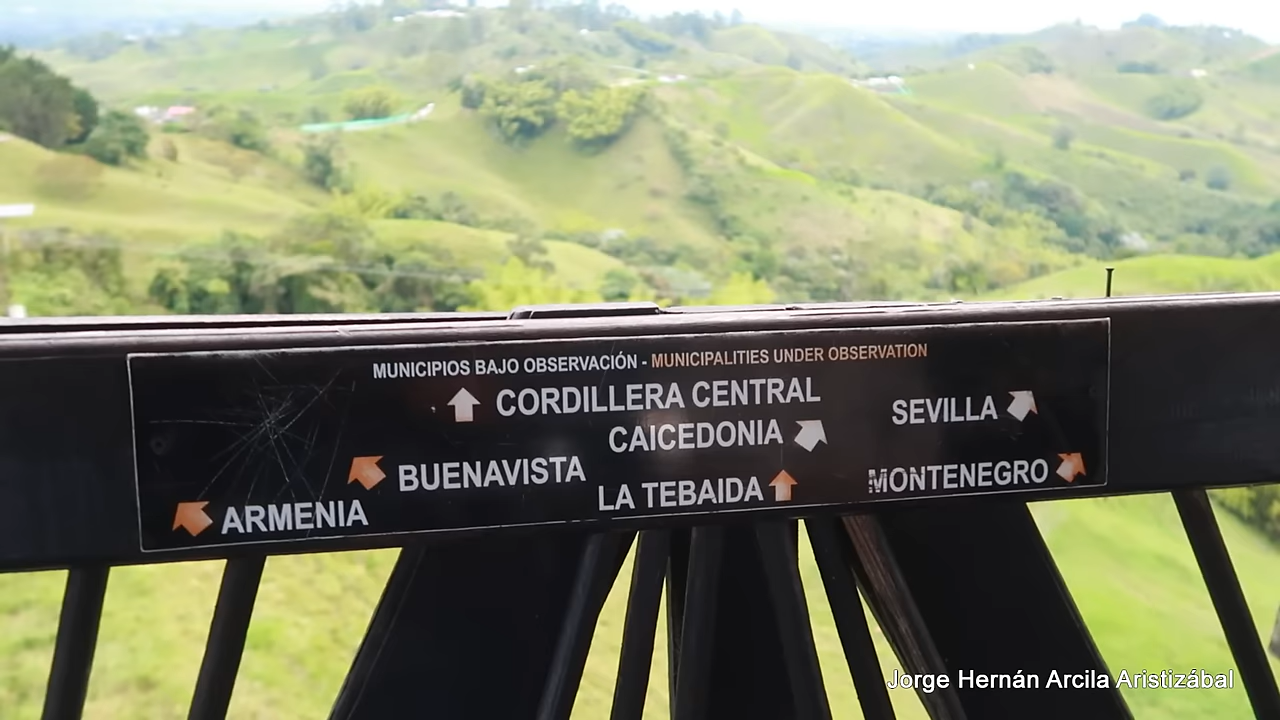 MUNICIPIOS BAJO OBSERVACIÓN - MUNICIPALITIES UNDER OBSERVATION
CORDILLERA CENTRAL
SEVILLA
CAICEDONIA
BUENAVISTA
MONTENEGRO
LA TEBAIDA
ARMENIA
Jorge Hernán Arcila Aristizábal